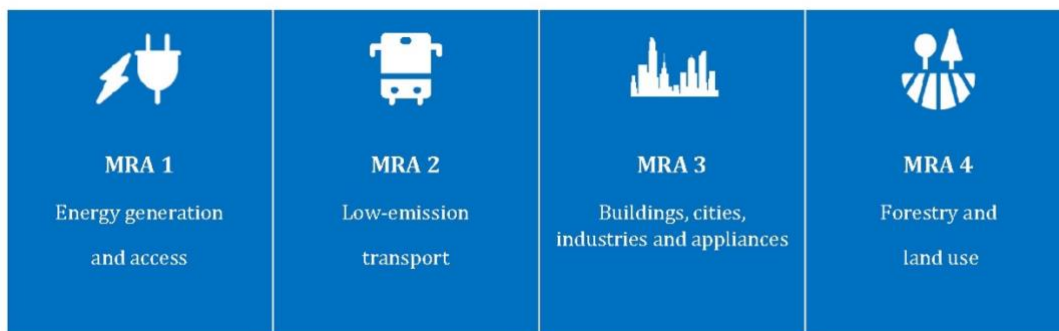 MRA 1
Energy generation
and access
MRA 2
Low-emission
transport
MRA 3
Buildings, cities,
industries and appliances
MRA 4
Forestry and
land use